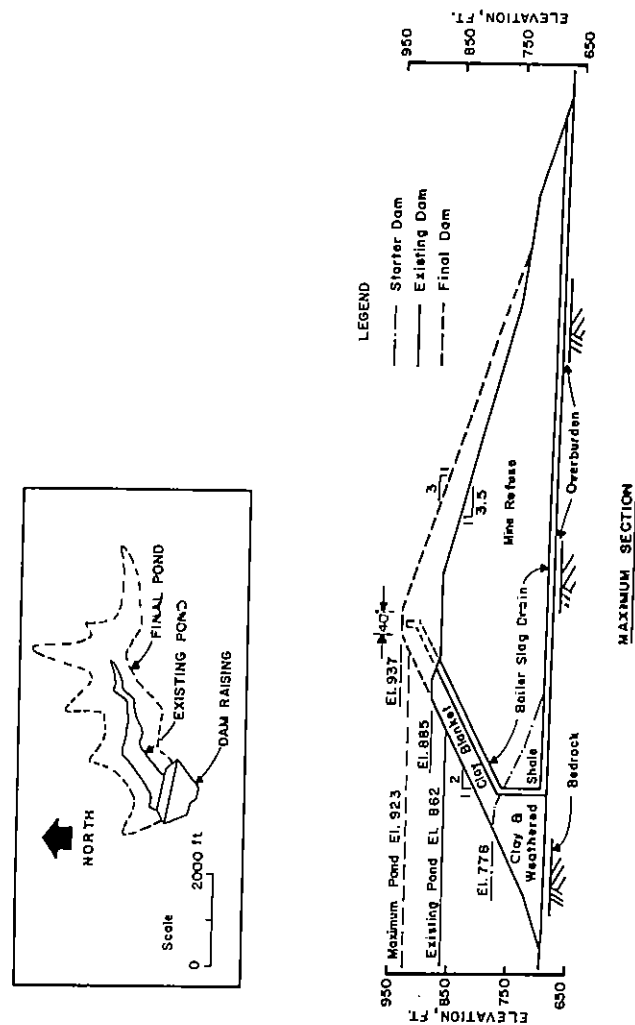 NORTH
Scale
0 2000 ft
FINAL POND
EXISTING POND
DAM RAISING
LEGEND
Starter Dam
Existing Dam
Final Dam
ELEVATION, FT.
950
850
750
650
Maximum Pond El. 923
Existing Pond El. 862
El. 937
El. 885
El. 776
40'
2
1
3
1
3.5
1
Clay Blanket
Boiler Slag Drain
Mine Refuse
Clay &
Weathered
Shale
Bedrock
Overburden
ELEVATION, FT.
950
850
750
650
MAXIMUM SECTION